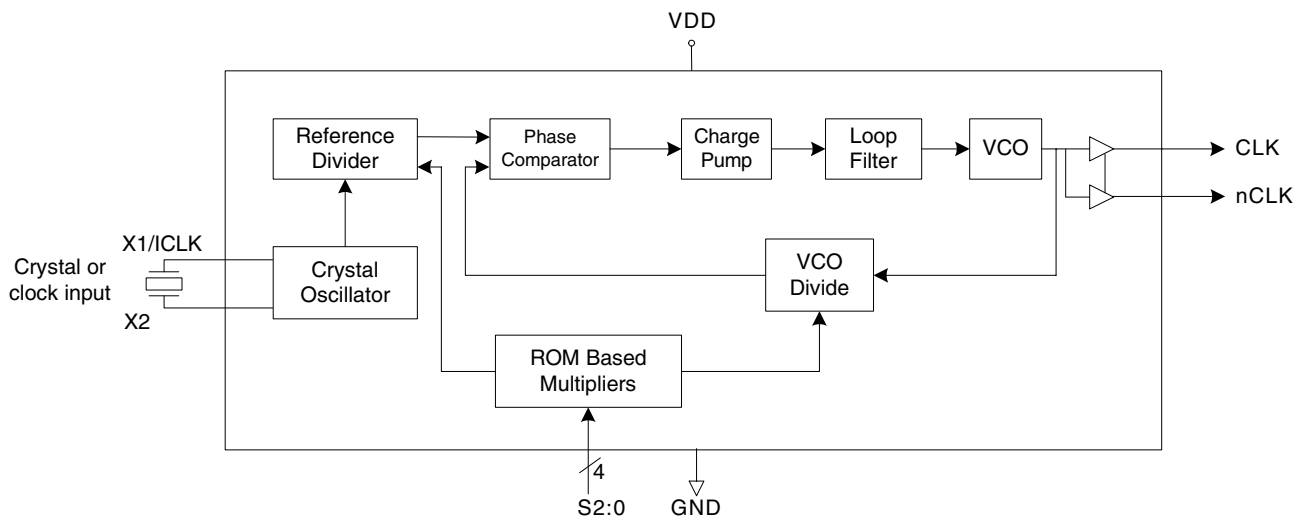 VDD
Reference
Divider
Phase
Comparator
Charge
Pump
Loop
Filter
VCO
CLK
nCLK
X1/ICLK
Crystal or
clock input
X2
Crystal
Oscillator
VCO
Divide
ROM Based
Multipliers
4
S2:0
GND